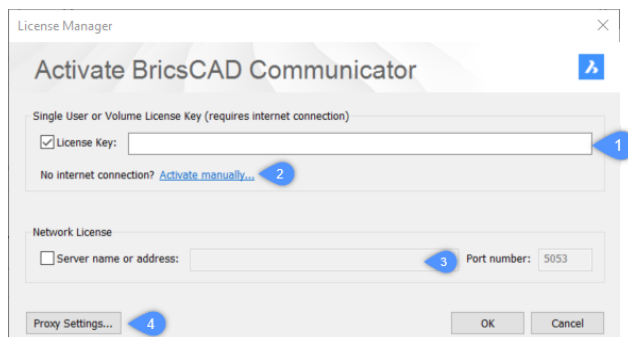 License Manager
Activate BricsCAD Communicator
Single User or Volume License Key (requires internet connection)
License Key:
1
No internet connection? Activate manually... 2
Network License
Server name or address: 3 Port number: 5053
Proxy Settings... 4 OK Cancel